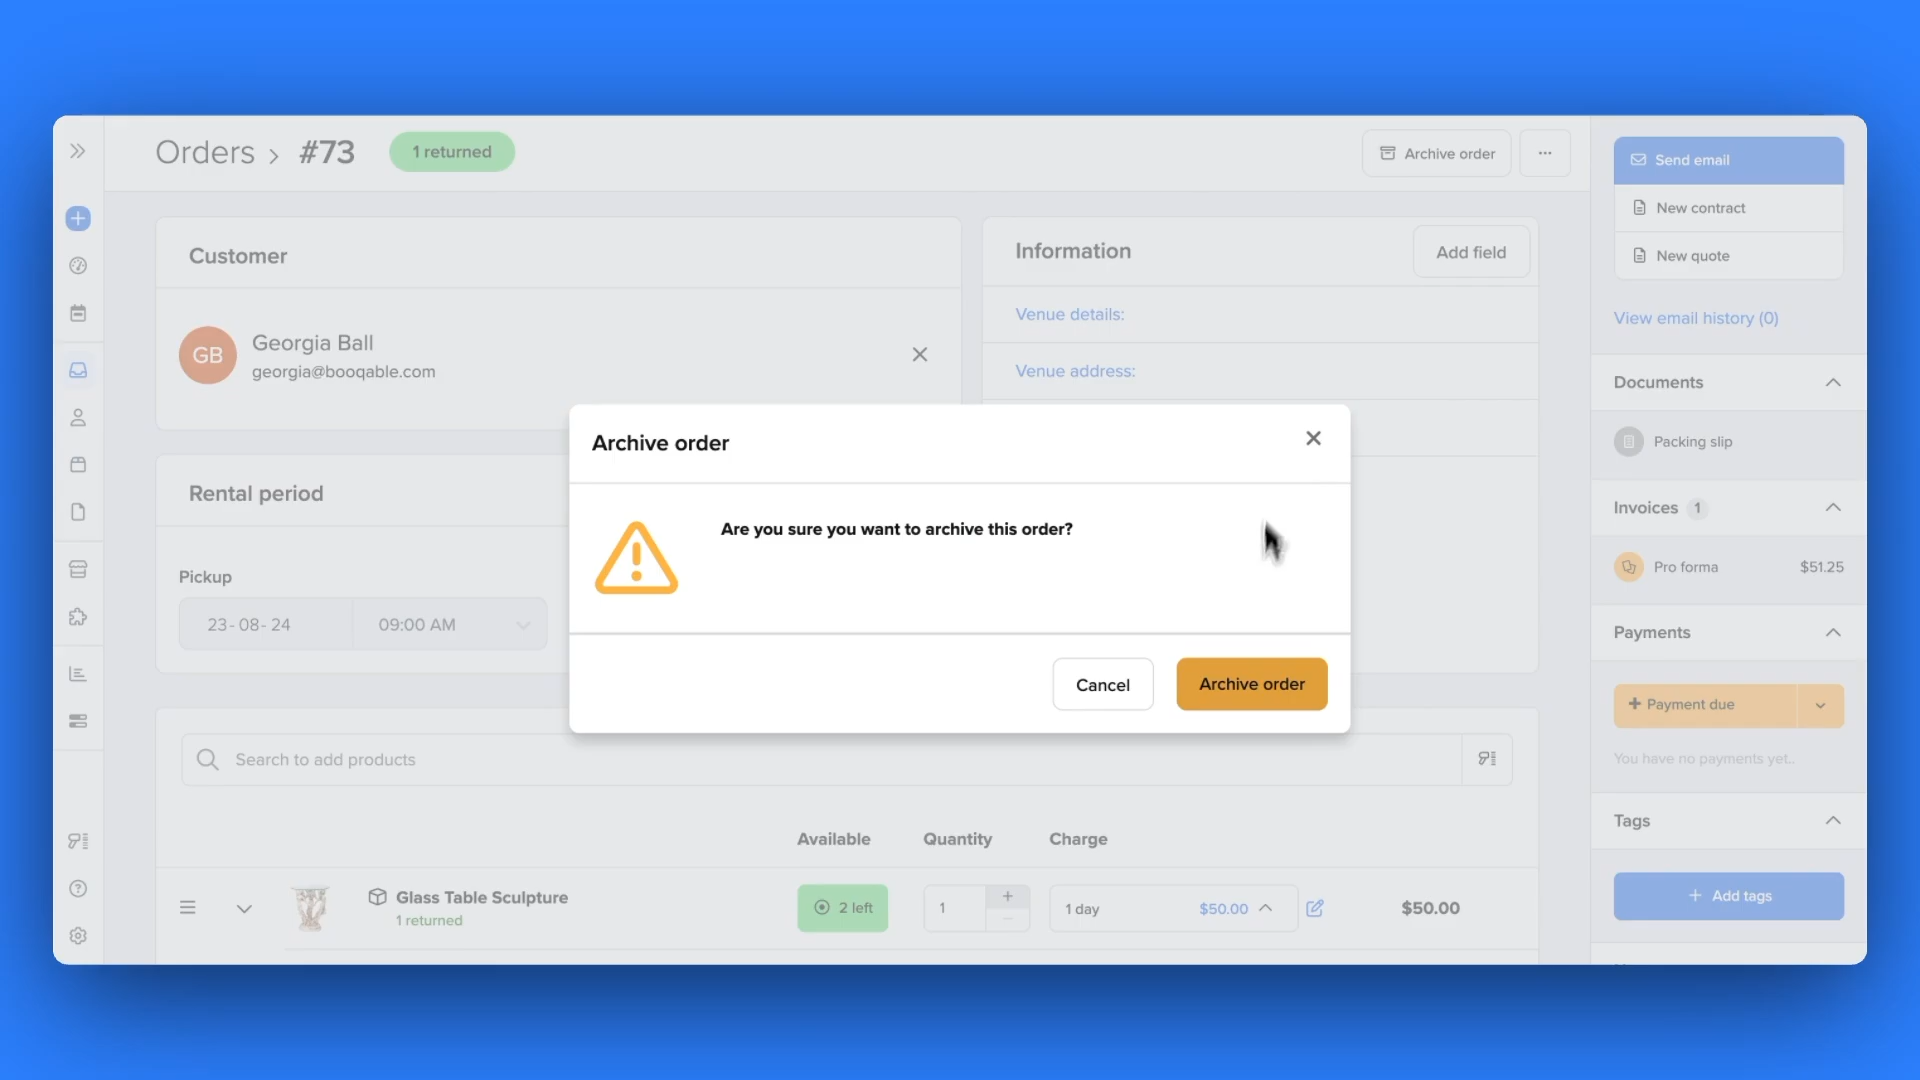 Orders › #73
1 returned
Archive order
...
Customer
GB
Georgia Ball
georgia@booqable.com
Information
Add field
Venue details:
Venue address:
Rental period
Pickup
23-08-24
09:00 AM
Archive order
Are you sure you want to archive this order?
Cancel
Archive order
Search to add products
Available
Quantity
Charge
Glass Table Sculpture
1 returned
2 left
1
1 day
$50.00
$50.00
Send email
New contract
New quote
View email history (0)
Documents
Packing slip
Invoices 1
Pro forma
$51.25
Payments
+ Payment due
You have no payments yet..
Tags
+ Add tags